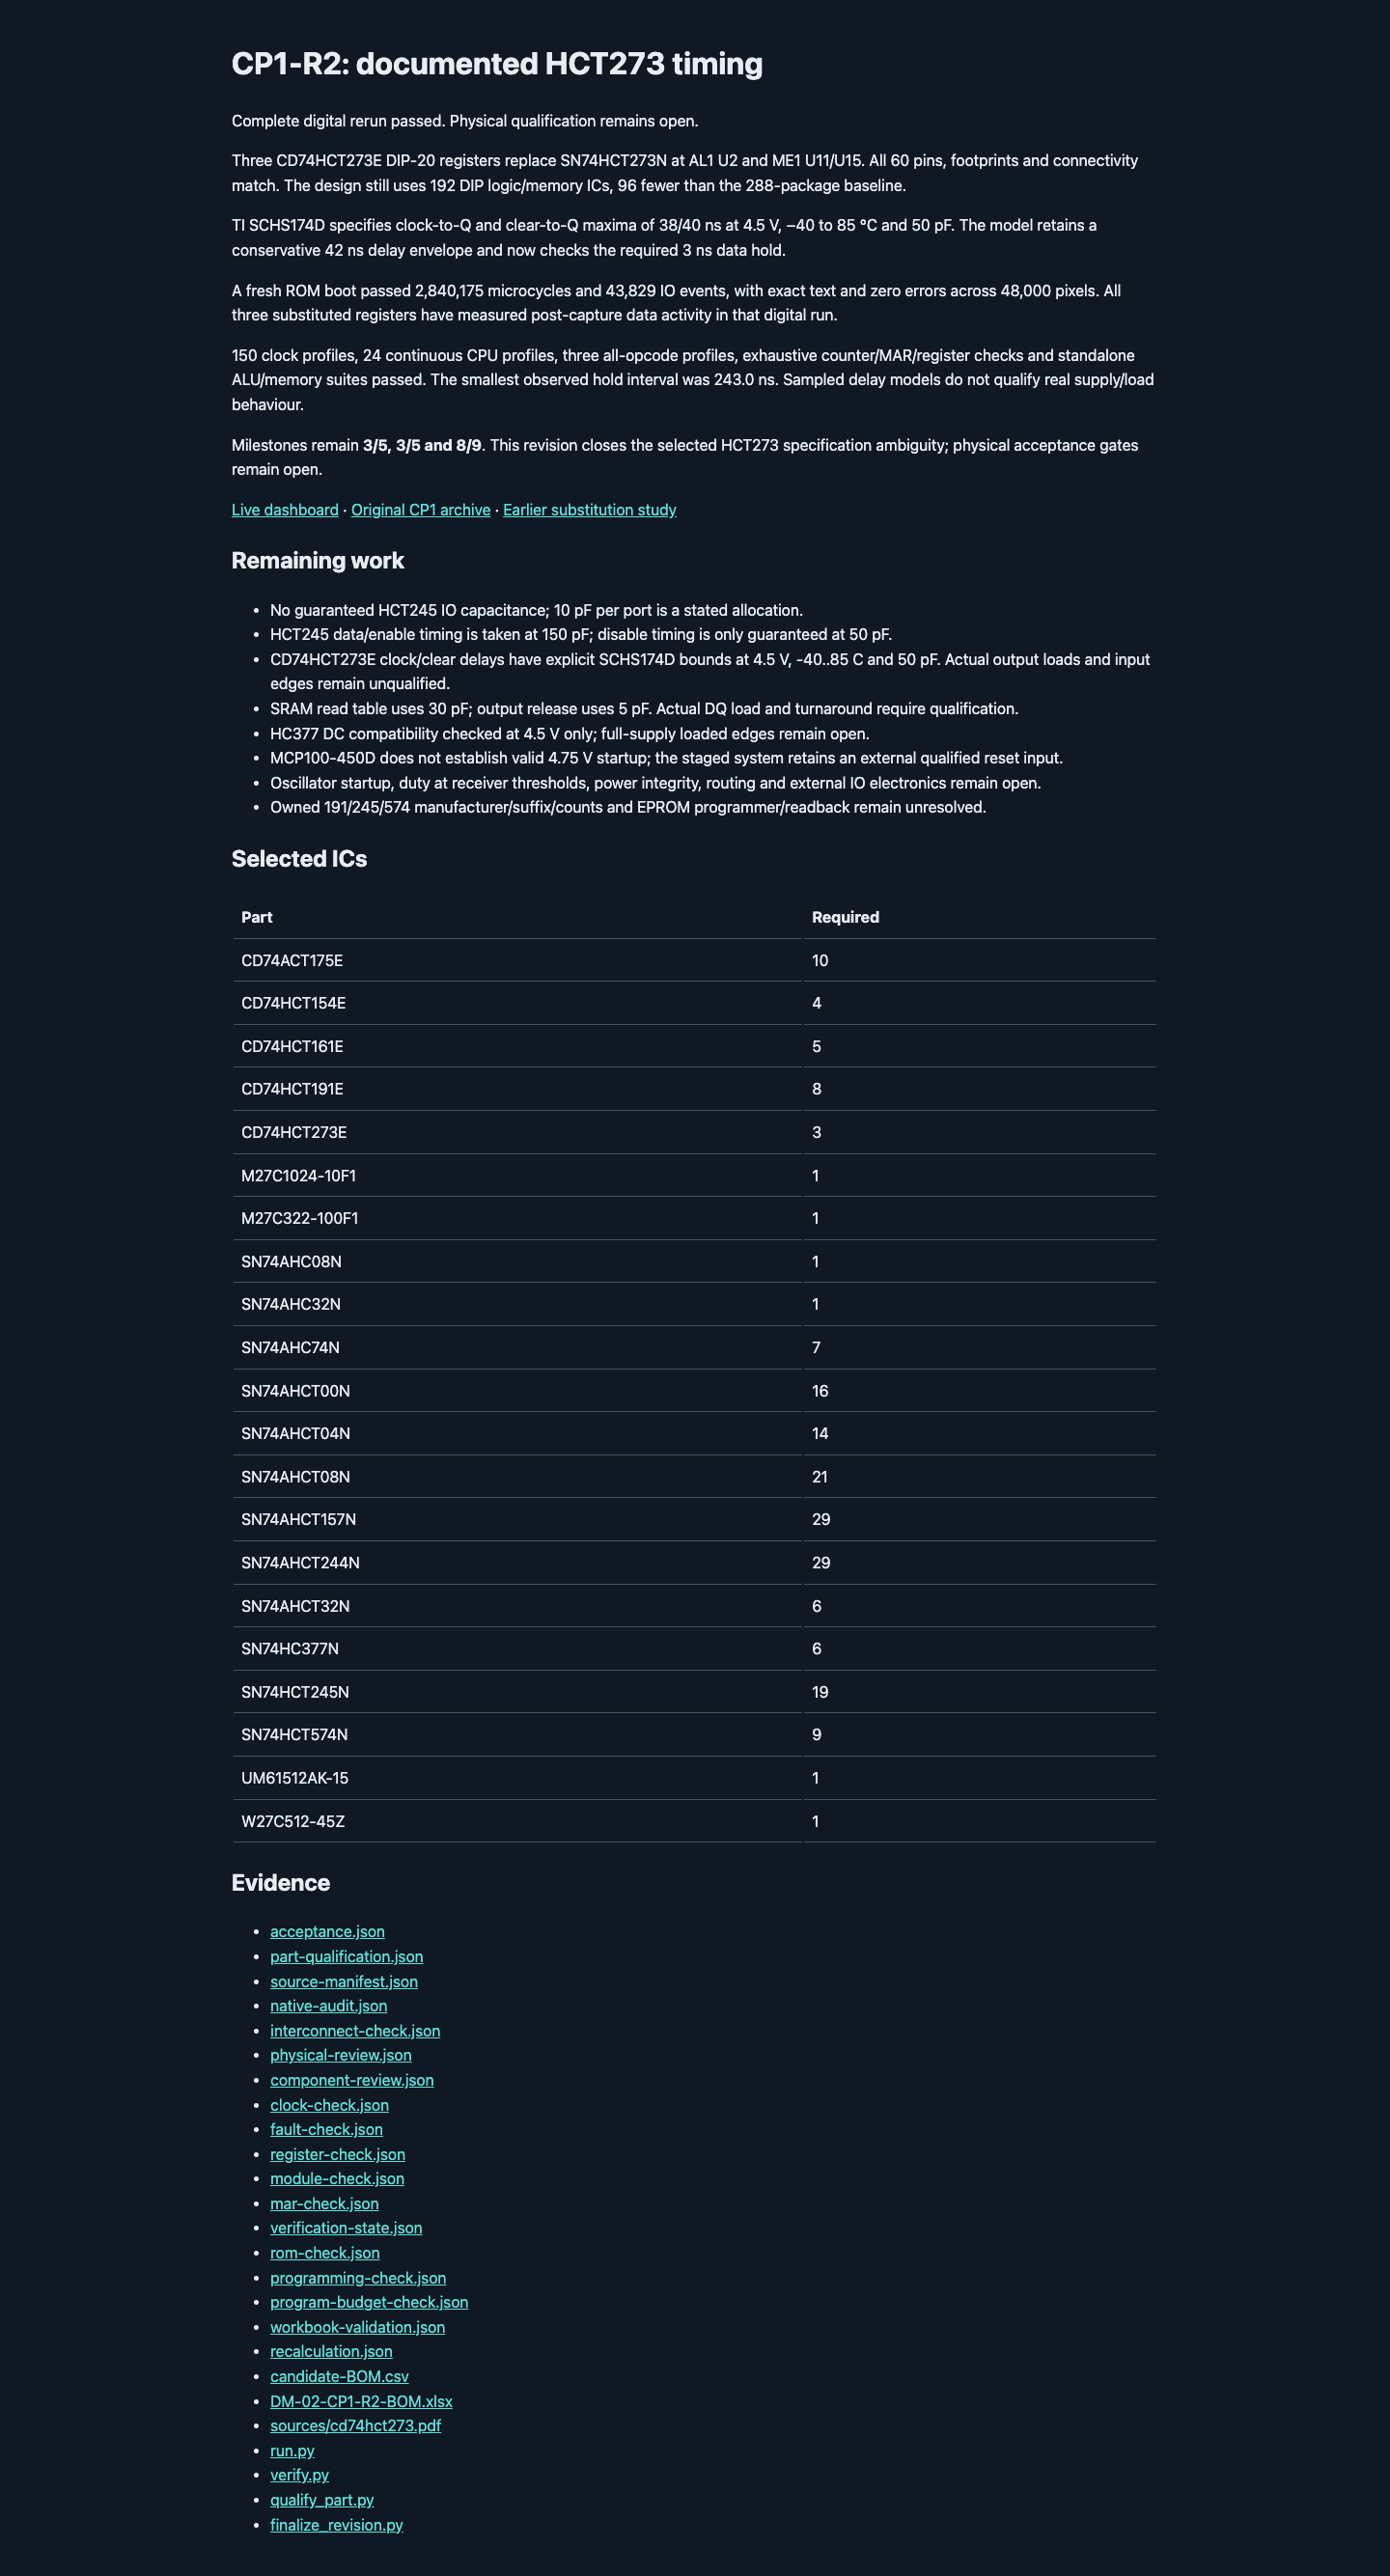 CP1-R2: documented HCT273 timing
Complete digital rerun passed. Physical qualification remains open.
Three CD74HCT273E DIP-20 registers replace SN74HCT273N at AL1 U2 and ME1 U11/U15. All 60 pins, footprints and connectivity
match. The design still uses 192 DIP logic/memory ICs, 96 fewer than the 288-package baseline.
TI SCHS174D specifies clock-to-Q and clear-to-Q maxima of 38/40 ns at 4.5 V, −40 to 85 °C and 50 pF. The model retains a
conservative 42 ns delay envelope and now checks the required 3 ns data hold.
A fresh ROM boot passed 2,840,175 microcycles and 43,829 IO events, with exact text and zero errors across 48,000 pixels. All
three substituted registers have measured post-capture data activity in that digital run.
150 clock profiles, 24 continuous CPU profiles, three all-opcode profiles, exhaustive counter/MAR/register checks and standalone
ALU/memory suites passed. The smallest observed hold interval was 243.0 ns. Sampled delay models do not qualify real supply/load
behaviour.
Milestones remain 3/5, 3/5 and 8/9. This revision closes the selected HCT273 specification ambiguity; physical acceptance gates
remain open.
Live dashboard · Original CP1 archive · Earlier substitution study
Remaining work
• No guaranteed HCT245 IO capacitance; 10 pF per port is a stated allocation.
• HCT245 data/enable timing is taken at 150 pF; disable timing is only guaranteed at 50 pF.
• CD74HCT273E clock/clear delays have explicit SCHS174D bounds at 4.5 V, -40..85 C and 50 pF. Actual output loads and input
edges remain unqualified.
• SRAM read table uses 30 pF; output release uses 5 pF. Actual DQ load and turnaround require qualification.
• HC377 DC compatibility checked at 4.5 V only; full-supply loaded edges remain open.
• MCP100-450D does not establish valid 4.75 V startup; the staged system retains an external qualified reset input.
• Oscillator startup, duty at receiver thresholds, power integrity, routing and external IO electronics remain open.
• Owned 191/245/574 manufacturer/suffix/counts and EPROM programmer/readback remain unresolved.
Selected ICs
Part Required
CD74ACT175E 10
CD74HCT154E 4
CD74HCT161E 5
CD74HCT191E 8
CD74HCT273E 3
M27C1024-10F1 1
M27C322-100F1 1
SN74AHC08N 1
SN74AHC32N 1
SN74AHC74N 7
SN74AHCT00N 16
SN74AHCT04N 14
SN74AHCT08N 21
SN74AHCT157N 29
SN74AHCT244N 29
SN74AHCT32N 6
SN74HC377N 6
SN74HCT245N 19
SN74HCT574N 9
UM61512AK-15 1
W27C512-45Z 1
Evidence
• acceptance.json
• part-qualification.json
• source-manifest.json
• native-audit.json
• interconnect-check.json
• physical-review.json
• component-review.json
• clock-check.json
• fault-check.json
• register-check.json
• module-check.json
• mar-check.json
• verification-state.json
• rom-check.json
• programming-check.json
• program-budget-check.json
• workbook-validation.json
• recalculation.json
• candidate-BOM.csv
• DM-02-CP1-R2-BOM.xlsx
• sources/cd74hct273.pdf
• run.py
• verify.py
• qualify_part.py
• finalize_revision.py